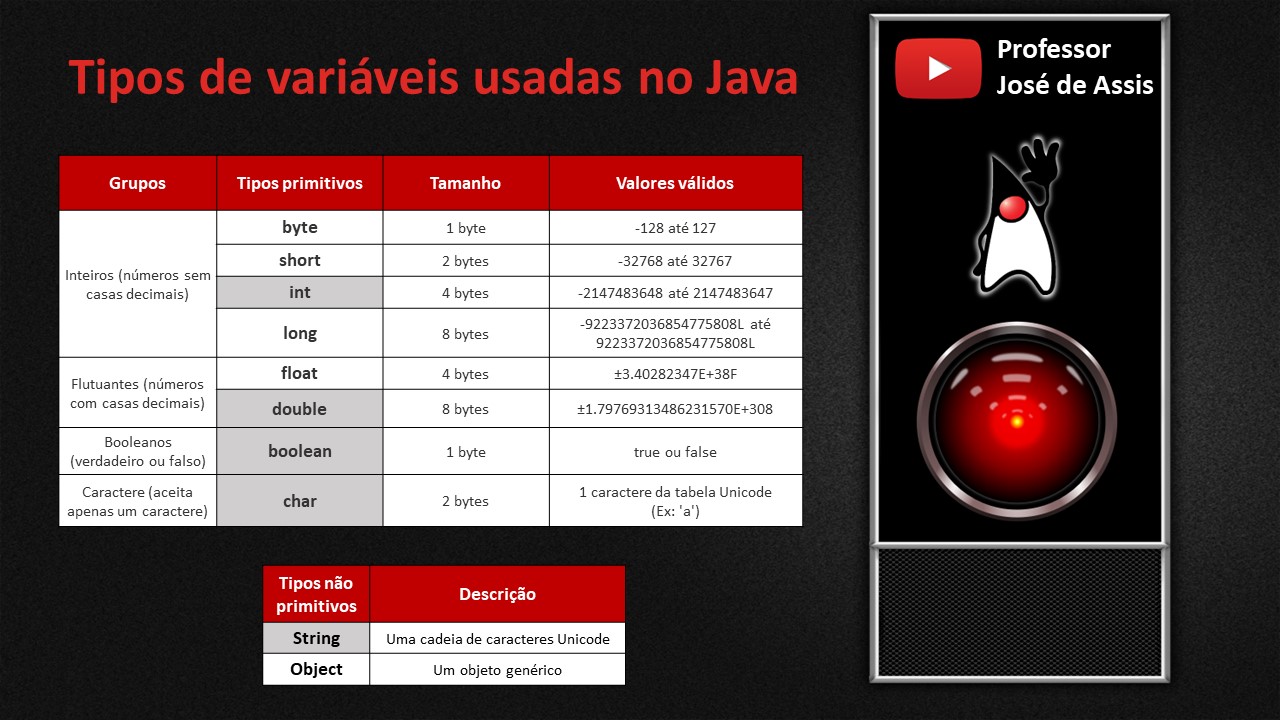 Tipos de variáveis usadas no Java
Professor
José de Assis
Grupos
Tipos primitivos
Tamanho
Valores válidos
Inteiros (números sem
casas decimais)
byte
1 byte
-128 até 127
short
2 bytes
-32768 até 32767
int
4 bytes
-2147483648 até 2147483647
long
8 bytes
-9223372036854775808L até
9223372036854775808L
Flutuantes (números
com casas decimais)
float
4 bytes
±3.40282347E+38F
double
8 bytes
±1.79769313486231570E+308
Booleanos
(verdadeiro ou falso)
boolean
1 byte
true ou false
Caractere (aceita
apenas um caractere)
char
2 bytes
1 caractere da tabela Unicode
(Ex: 'a')
Tipos não
primitivos
Descrição
String
Uma cadeia de caracteres Unicode
Object
Um objeto genérico